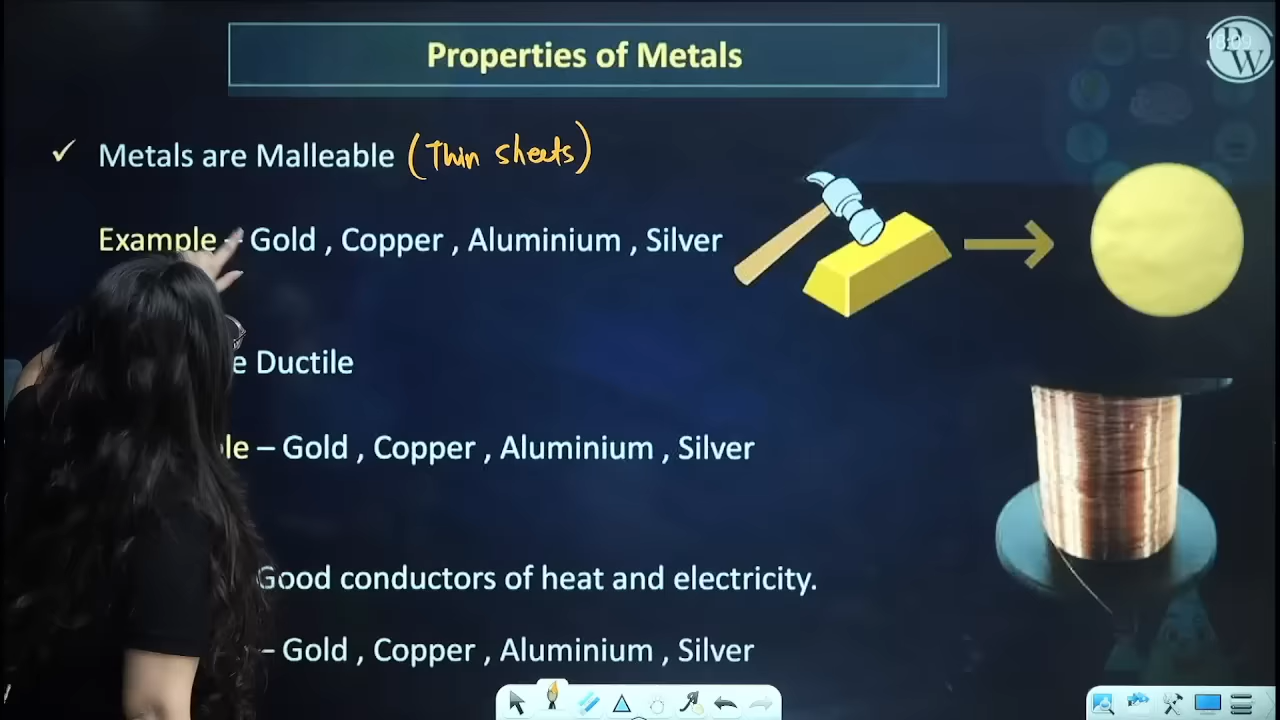 Properties of Metals
PW
✓ Metals are Malleable (Thin sheets)
Example – Gold , Copper , Aluminium , Silver
e Ductile
le – Gold , Copper , Aluminium , Silver
Good conductors of heat and electricity.
– Gold , Copper , Aluminium , Silver